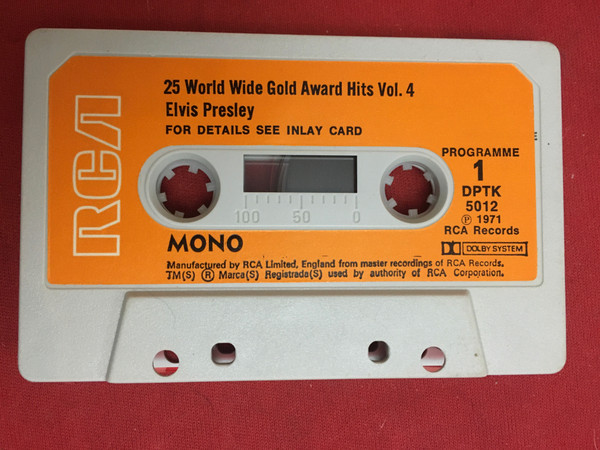 RCA
25 World Wide Gold Award Hits Vol. 4
Elvis Presley
FOR DETAILS SEE INLAY CARD
PROGRAMME
1
DPTK
5012
℗ 1971
RCA Records
DOLBY SYSTEM
100 50 0
MONO
Manufactured by RCA Limited, England from master recordings of RCA Records.
TM(S) ® Marca(S) Registrada(S) used by authority of RCA Corporation.